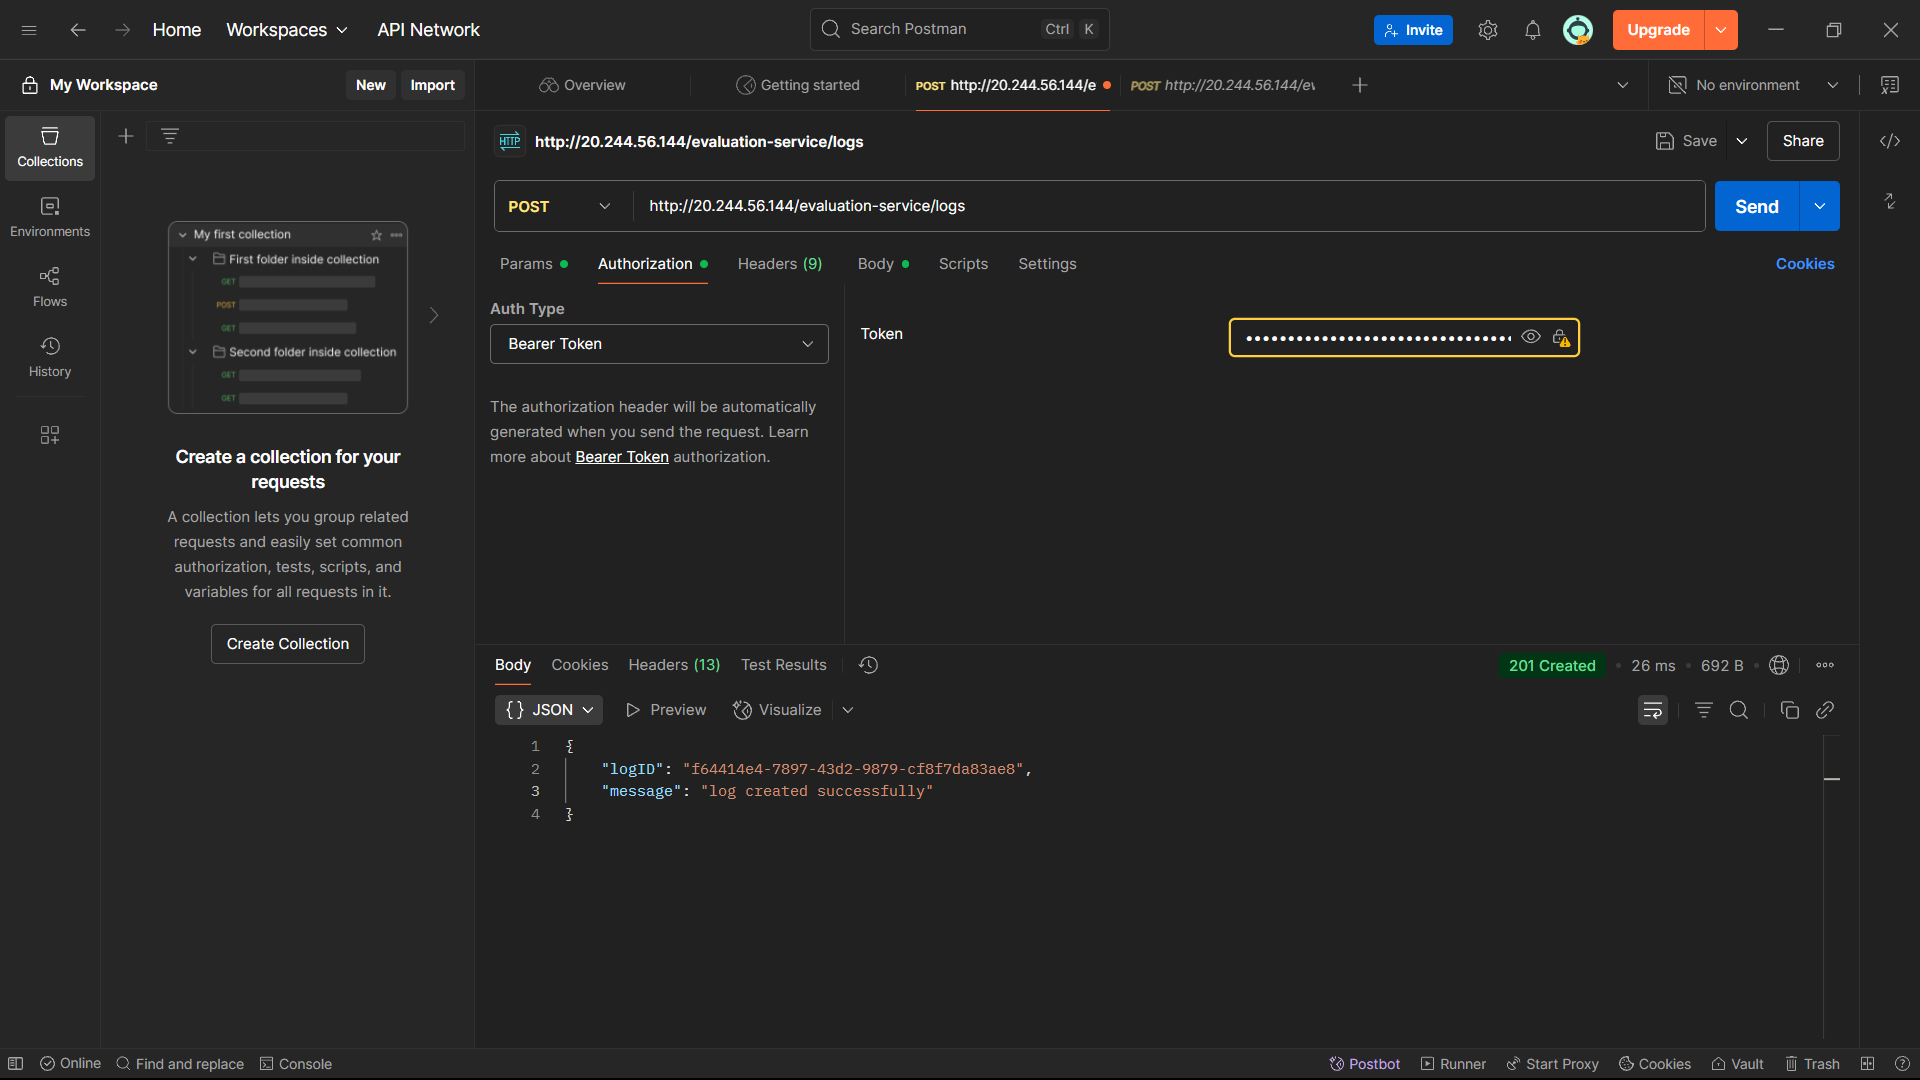 Home Workspaces API Network Search Postman Ctrl K Invite Upgrade
My Workspace New Import Overview Getting started POST http://20.244.56.144/e POST http://20.244.56.144/ev No environment
HTTP http://20.244.56.144/evaluation-service/logs Save Share
Collections
Environments
Flows
History
My first collection
First folder inside collection
GET
POST
GET
Second folder inside collection
GET
GET
Create a collection for your
requests
A collection lets you group related
requests and easily set common
authorization, tests, scripts, and
variables for all requests in it.
Create Collection
POST http://20.244.56.144/evaluation-service/logs Send
Params Authorization Headers (9) Body Scripts Settings Cookies
Auth Type
Bearer Token
Token
The authorization header will be automatically
generated when you send the request. Learn
more about Bearer Token authorization.
Body Cookies Headers (13) Test Results 201 Created 26 ms 692 B
{} JSON Preview Visualize
1 {
2 "logID": "f64414e4-7897-43d2-9879-cf8f7da83ae8",
3 "message": "log created successfully"
4 }
Online Find and replace Console Postbot Runner Start Proxy Cookies Vault Trash